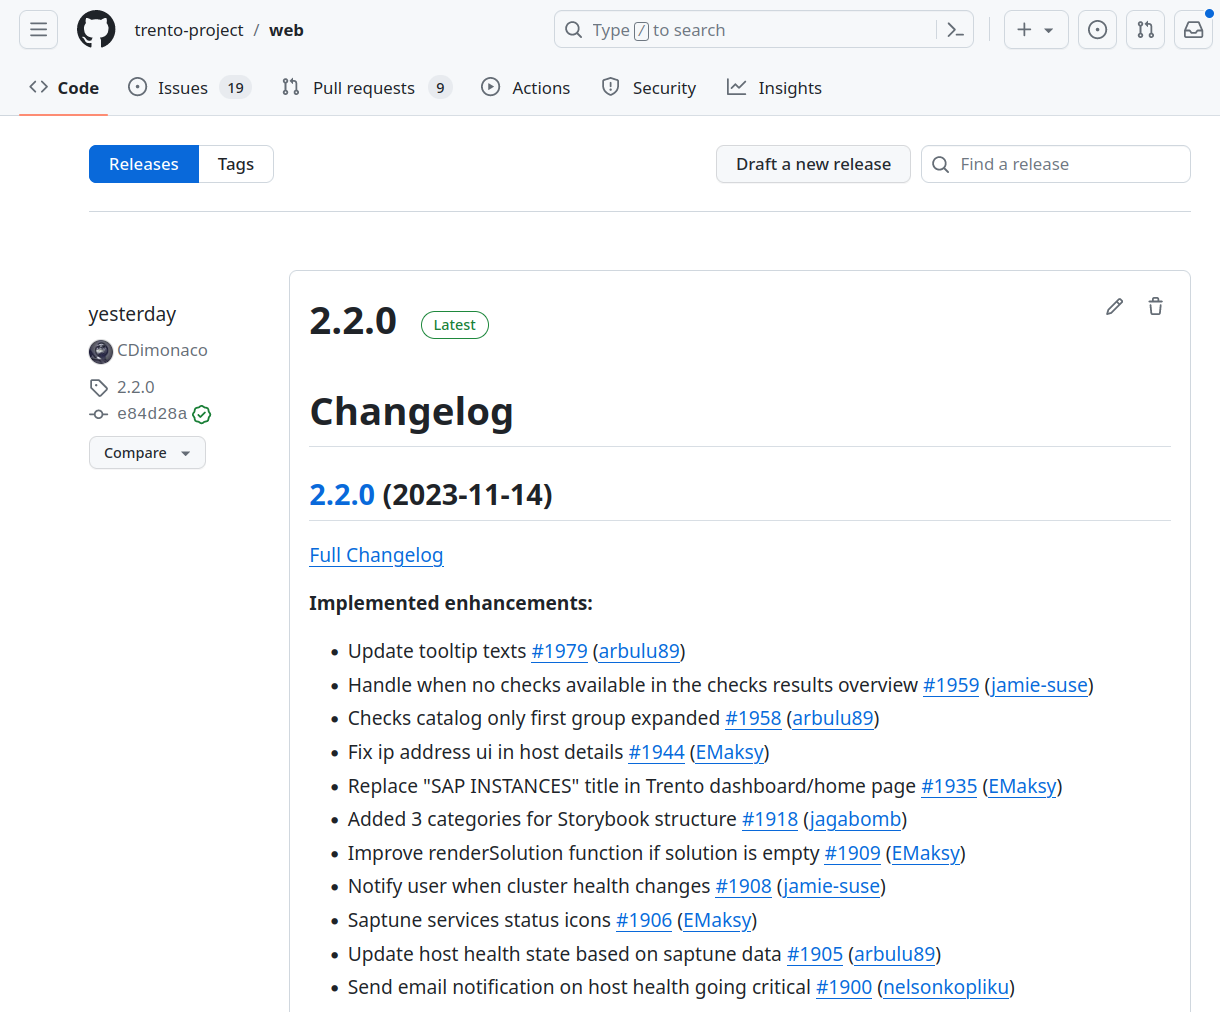 trento-project / web
Type / to search
Code
Issues 19
Pull requests 9
Actions
Security
Insights
Releases
Tags
Draft a new release
Find a release
yesterday
CDimonaco
2.2.0
e84d28a
Compare
2.2.0 Latest
Changelog
2.2.0 (2023-11-14)
Full Changelog
Implemented enhancements:
• Update tooltip texts #1979 (arbulu89)
• Handle when no checks available in the checks results overview #1959 (jamie-suse)
• Checks catalog only first group expanded #1958 (arbulu89)
• Fix ip address ui in host details #1944 (EMaksy)
• Replace "SAP INSTANCES" title in Trento dashboard/home page #1935 (EMaksy)
• Added 3 categories for Storybook structure #1918 (jagabomb)
• Improve renderSolution function if solution is empty #1909 (EMaksy)
• Notify user when cluster health changes #1908 (jamie-suse)
• Saptune services status icons #1906 (EMaksy)
• Update host health state based on saptune data #1905 (arbulu89)
• Send email notification on host health going critical #1900 (nelsonkopliku)